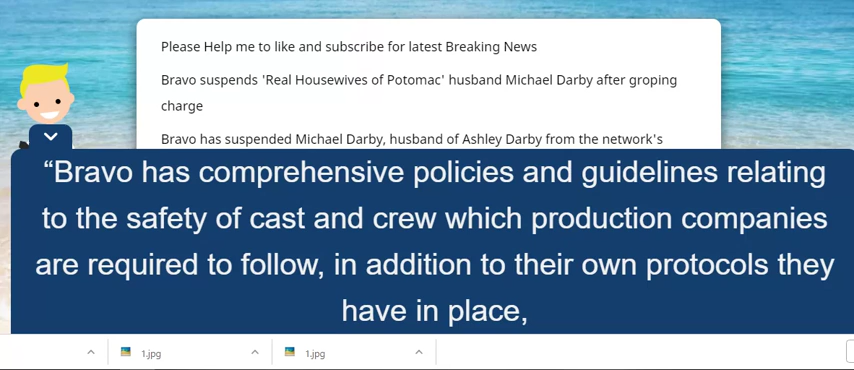 Please Help me to like and subscribe for latest Breaking News
Bravo suspends 'Real Housewives of Potomac' husband Michael Darby after groping
charge
Bravo has suspended Michael Darby, husband of Ashley Darby from the network's
“Bravo has comprehensive policies and guidelines relating
to the safety of cast and crew which production companies
are required to follow, in addition to their own protocols they
have in place,
1.jpg
1.jpg